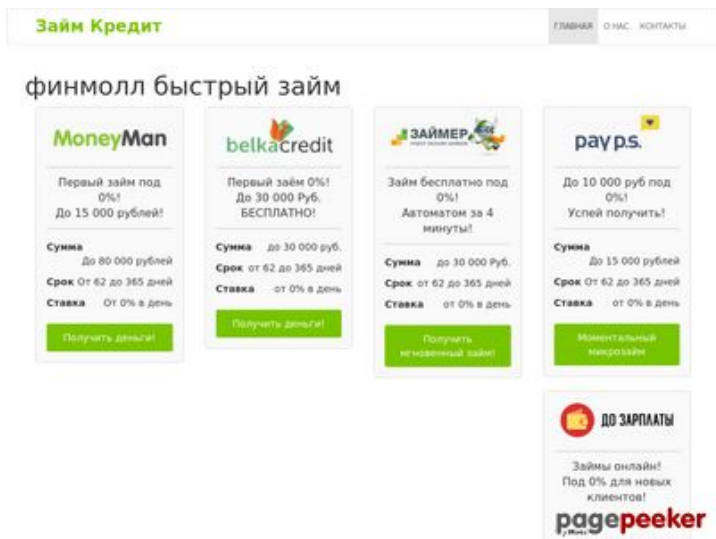 Займ Кредит
ГЛАВНАЯ О НАС. КОНТАКТЫ
финмолл быстрый займ
MoneyMan
Первый займ под
0%!
До 15 000 рублей!
Сумма
До 80 000 рублей
Срок От 62 до 365 дней
Ставка От 0% в день
Получить деньги!
belkacredit
Первый заём 0%!
До 30 000 Руб.
БЕСПЛАТНО!
Сумма до 30 000 руб.
Срок от 62 до 365 дней
Ставка от 0% в день
Получить деньги!
ЗАЙМЕР
Займ бесплатно под
0%!
Автоматом за 4
минуты!
Сумма до 30 000 Руб.
Срок от 62 до 365 дней
Ставка от 0% в день
Получить
мгновенный займ!
pay p.s.
До 10 000 руб под
0%!
Успей получить!
Сумма
До 15 000 рублей
Срок От 62 до 365 дней
Ставка от 0% в день
Моментальный
микрозайм
ДО ЗАРПЛАТЫ
Займы онлайн!
Под 0% для новых
клиентов!
pagepeeker